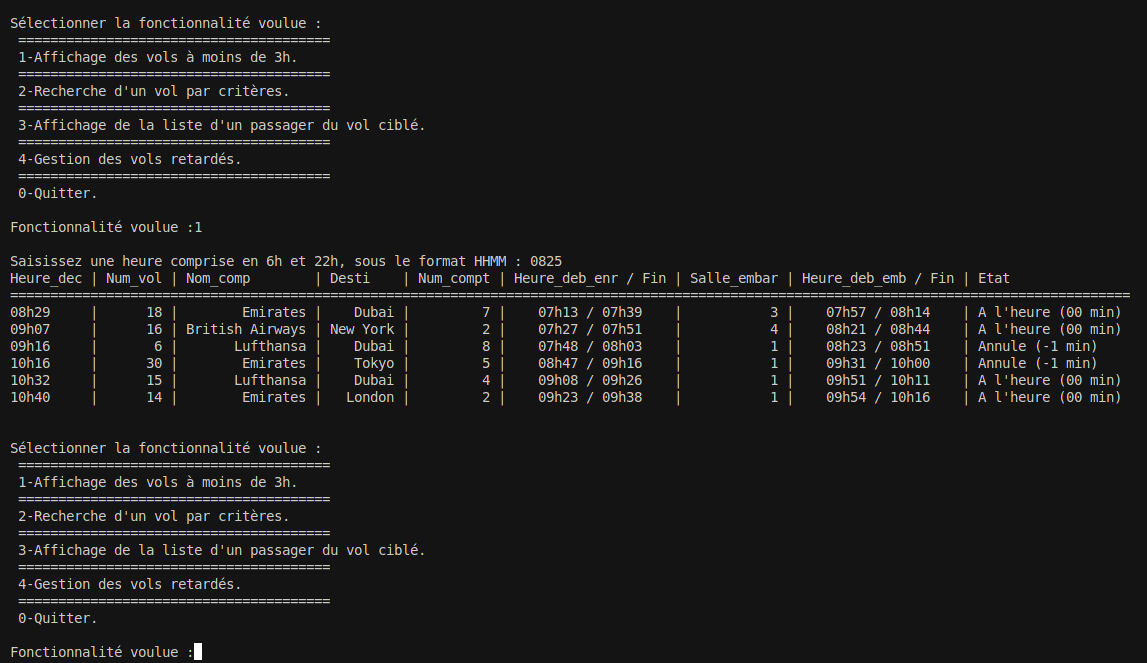 Sélectionner la fonctionnalité voulue :
=======================================
1-Affichage des vols à moins de 3h.
=======================================
2-Recherche d'un vol par critères.
=======================================
3-Affichage de la liste d'un passager du vol ciblé.
=======================================
4-Gestion des vols retardés.
=======================================
0-Quitter.
Fonctionnalité voulue :1
Saisissez une heure comprise en 6h et 22h, sous le format HHMM : 0825
Heure_dec | Num_vol | Nom_comp        | Desti     | Num_compt | Heure_deb_enr / Fin | Salle_embar | Heure_deb_emb / Fin | Etat
============================================================================================================================================
08h29     |      18 |        Emirates |     Dubai |         7 |    07h13 / 07h39    |           3 |    07h57 / 08h14    | A l'heure (00 min)
09h07     |      16 | British Airways | New York  |         2 |    07h27 / 07h51    |           4 |    08h21 / 08h44    | A l'heure (00 min)
09h16     |       6 |       Lufthansa |     Dubai |         8 |    07h48 / 08h03    |           1 |    08h23 / 08h51    | Annule (-1 min)
10h16     |      30 |        Emirates |     Tokyo |         5 |    08h47 / 09h16    |           1 |    09h31 / 10h00    | Annule (-1 min)
10h32     |      15 |       Lufthansa |     Dubai |         4 |    09h08 / 09h26    |           1 |    09h51 / 10h11    | A l'heure (00 min)
10h40     |      14 |        Emirates |    London |         2 |    09h23 / 09h38    |           1 |    09h54 / 10h16    | A l'heure (00 min)
Sélectionner la fonctionnalité voulue :
=======================================
1-Affichage des vols à moins de 3h.
=======================================
2-Recherche d'un vol par critères.
=======================================
3-Affichage de la liste d'un passager du vol ciblé.
=======================================
4-Gestion des vols retardés.
=======================================
0-Quitter.
Fonctionnalité voulue :